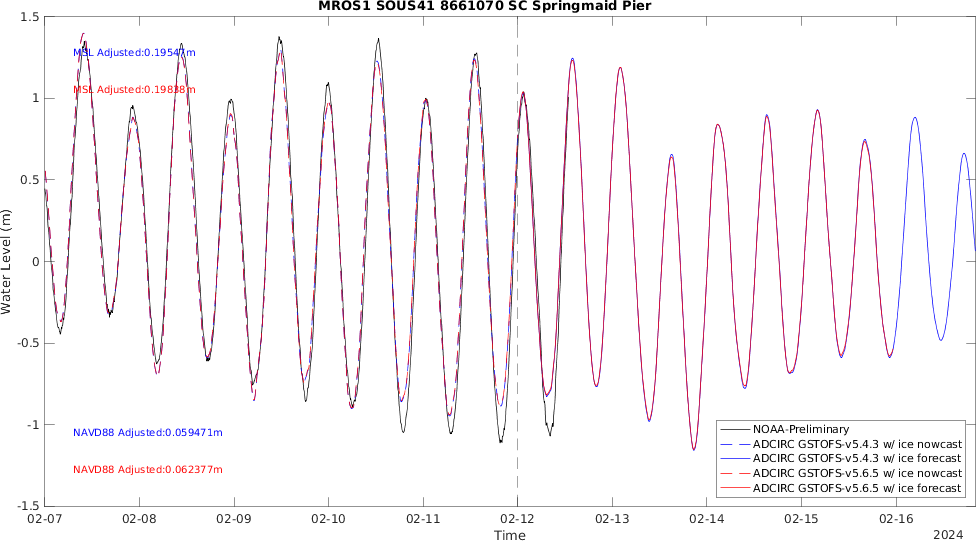 MROS1 SOUS41 8661070 SC Springmaid Pier
1.5
1
0.5
0
-0.5
-1
-1.5
Water Level (m)
MSL Adjusted:0.19547m
MSL Adjusted:0.19838m
NAVD88 Adjusted:0.059471m
NAVD88 Adjusted:0.062377m
NOAA-Preliminary
ADCIRC GSTOFS-v5.4.3 w/ ice nowcast
ADCIRC GSTOFS-v5.4.3 w/ ice forecast
ADCIRC GSTOFS-v5.6.5 w/ ice nowcast
ADCIRC GSTOFS-v5.6.5 w/ ice forecast
02-07 02-08 02-09 02-10 02-11 02-12 02-13 02-14 02-15 02-16
Time
2024